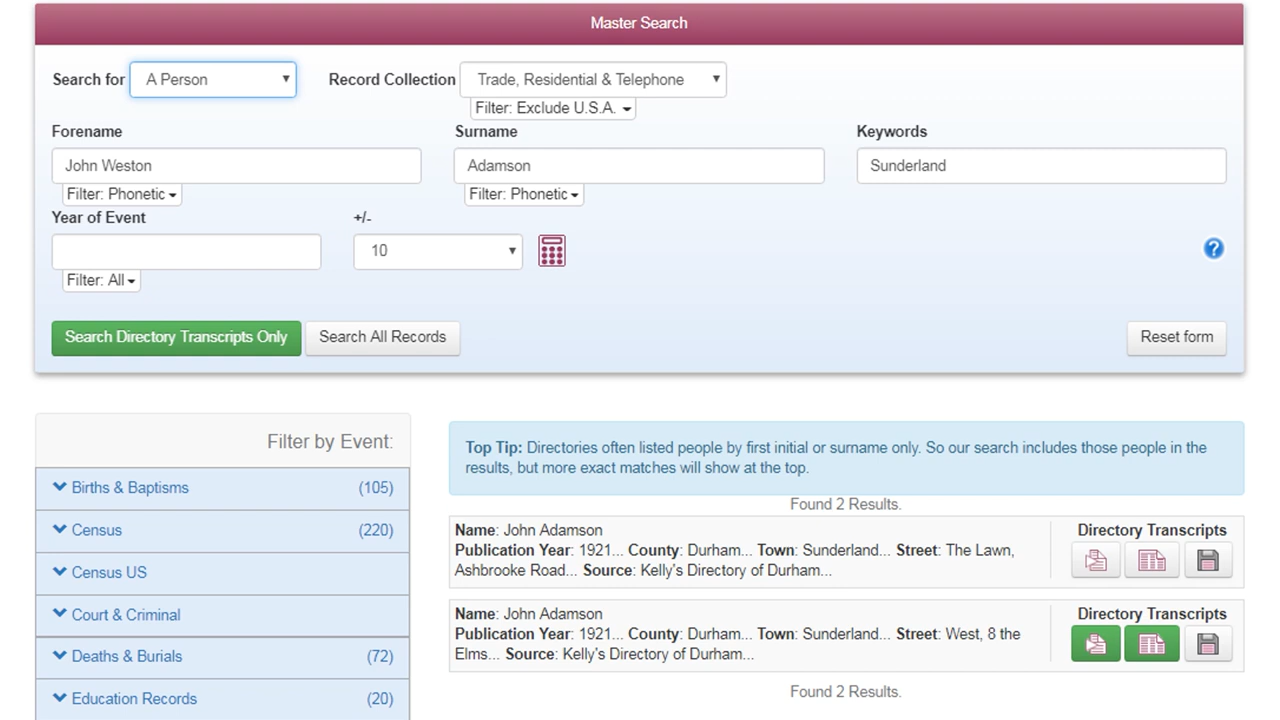 Master Search
Search for A Person Record Collection Trade, Residential & Telephone
Filter: Exclude U.S.A.
Forename Surname Keywords
John Weston Adamson Sunderland
Filter: Phonetic Filter: Phonetic
Year of Event +/-
10
?
Filter: All
Search Directory Transcripts Only Search All Records Reset form
Filter by Event:
Births & Baptisms (105)
Census (220)
Census US
Court & Criminal
Deaths & Burials (72)
Education Records (20)
Top Tip: Directories often listed people by first initial or surname only. So our search includes those people in the
results, but more exact matches will show at the top.
Found 2 Results.
Name: John Adamson Directory Transcripts
Publication Year: 1921... County: Durham... Town: Sunderland... Street: The Lawn,
Ashbrooke Road... Source: Kelly's Directory of Durham...
Name: John Adamson Directory Transcripts
Publication Year: 1921... County: Durham... Town: Sunderland... Street: West, 8 the
Elms... Source: Kelly's Directory of Durham...
Found 2 Results.